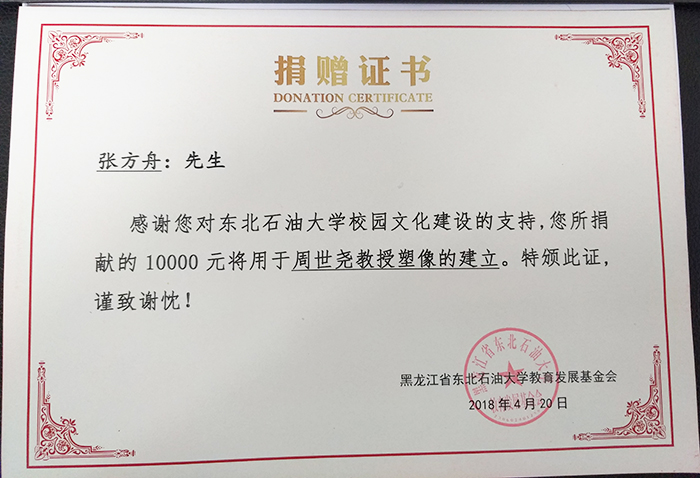 捐赠证书
DONATION CERTIFICATE
张方舟：先生
感谢您对东北石油大学校园文化建设的支持,您所捐
献的 10000 元将用于周世尧教授塑像的建立。特颁此证,
谨致谢忱！
黑龙江省东北石油大学教育发展基金会
2018 年 4 月 20 日